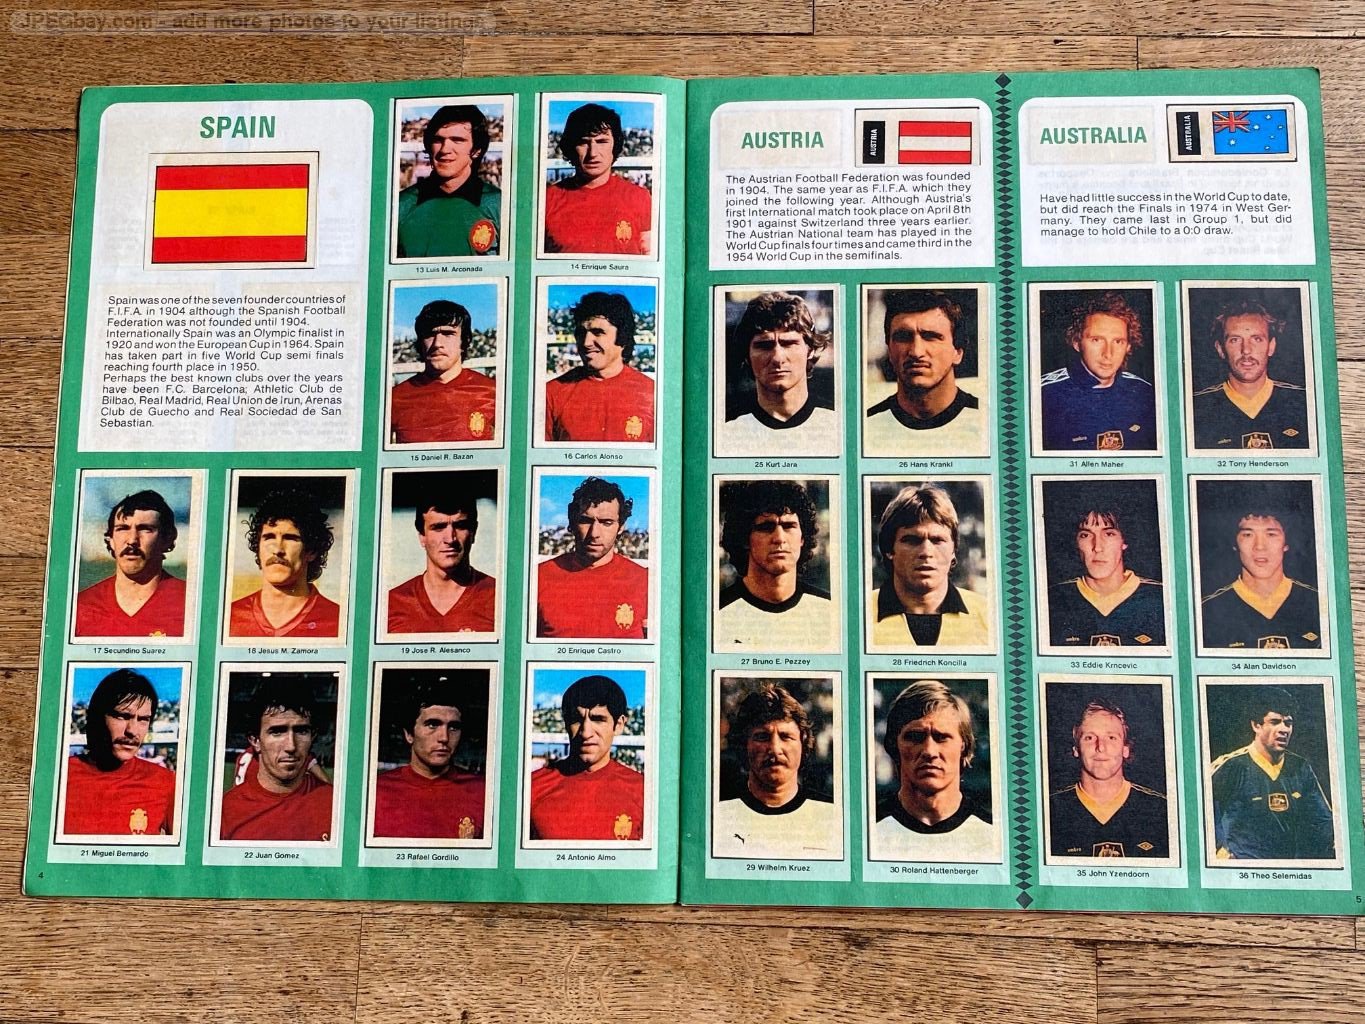 JPEGbay.com - add more photos to your listings
SPAIN
Spain was one of the seven founder countries of
F.I.F.A. in 1904 although the Spanish Football
Federation was not founded until 1904.
Internationally Spain was an Olympic finalist in
1920 and won the European Cup in 1964. Spain
has taken part in five World Cup semi finals
reaching fourth place in 1950.
Perhaps the best known clubs over the years
have been F.C. Barcelona; Athletic Club de
Bilbao, Real Madrid, Real Union de Irun, Arenas
Club de Guecho and Real Sociedad de San
Sebastian.
13 Luis M. Arconada
14 Enrique Saura
15 Daniel R. Bazan
16 Carlos Alonso
17 Secundino Suarez
18 Jesus M. Zamora
19 Jose R. Alesanco
20 Enrique Castro
21 Miguel Bernardo
22 Juan Gomez
23 Rafael Gordillo
24 Antonio Almo
4
AUSTRIA
AUSTRIA
The Austrian Football Federation was founded
in 1904. The same year as F.I.F.A. which they
joined the following year. Although Austria's
first International match took place on April 8th
1901 against Switzerland three years earlier.
The Austrian National team has played in the
World Cup finals four times and came third in the
1954 World Cup in the semifinals.
25 Kurt Jara
26 Hans Krankl
27 Bruno E. Pezzey
28 Friedrich Koncilia
29 Wilhelm Kruez
30 Roland Hattenberger
AUSTRALIA
AUSTRALIA
Have had little success in the World Cup to date,
but did reach the Finals in 1974 in West Ger-
many. They came last in Group 1, but did
manage to hold Chile to a 0:0 draw.
umbro
31 Allen Maher
umbro
32 Tony Henderson
umbro
33 Eddie Krncevic
34 Alan Davidson
umbro
35 John Yzendoorn
36 Theo Selemidas
5